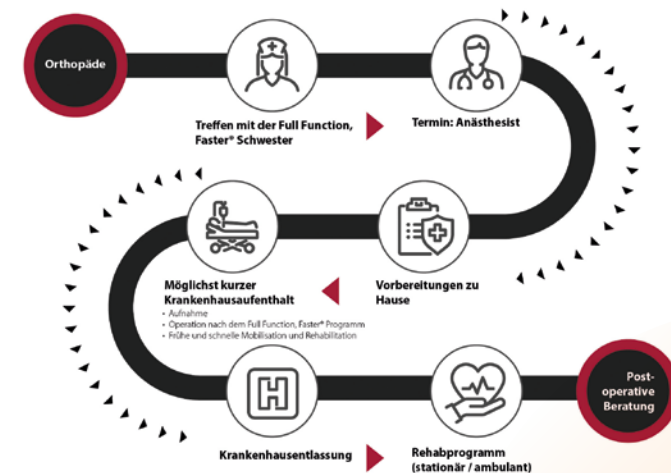 Orthopäde
Treffen mit der Full Function,
Faster® Schwester
Termin: Anästhesist
Möglichst kurzer
Krankenhausaufenthalt
• Aufnahme
• Operation nach dem Full Function, Faster® Programm
• Frühe und schnelle Mobilisation und Rehabilitation
Vorbereitungen zu
Hause
H
Krankenhausentlassung
Rehabprogramm
(stationär / ambulant)
Post-
operative
Beratung